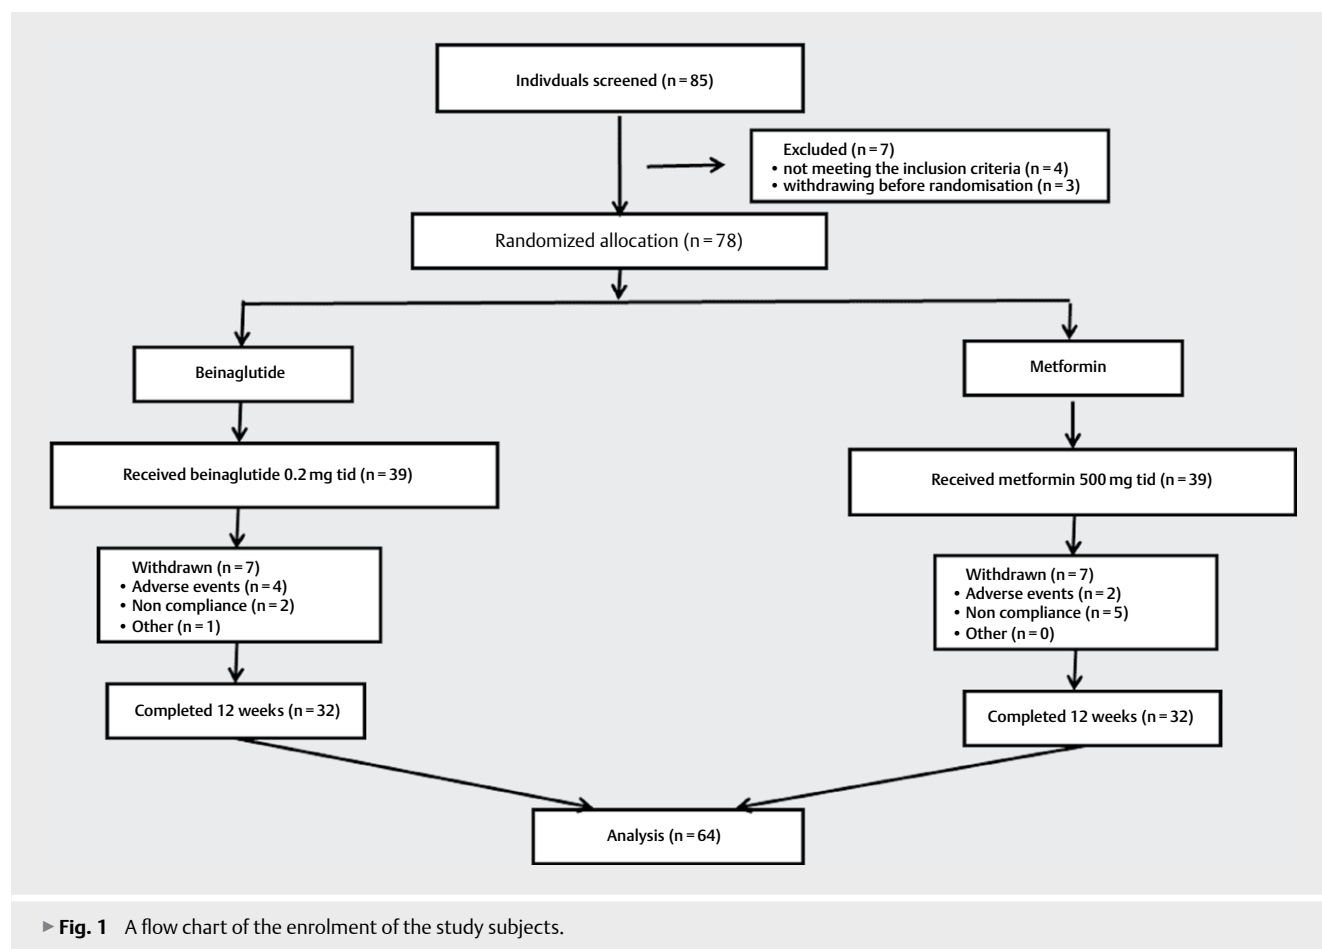 Indivduals screened (n=85)
Excluded (n=7)
• not meeting the inclusion criteria (n=4)
• withdrawing before randomisation (n=3)
Randomized allocation (n=78)
Beinaglutide
Metformin
Received beinaglutide 0.2 mg tid (n=39)
Received metformin 500 mg tid (n=39)
Withdrawn (n=7)
• Adverse events (n=4)
• Non compliance (n=2)
• Other (n=1)
Withdrawn (n=7)
• Adverse events (n=2)
• Non compliance (n=5)
• Other (n=0)
Completed 12 weeks (n=32)
Completed 12 weeks (n=32)
Analysis (n=64)
▶ Fig. 1 A flow chart of the enrolment of the study subjects.